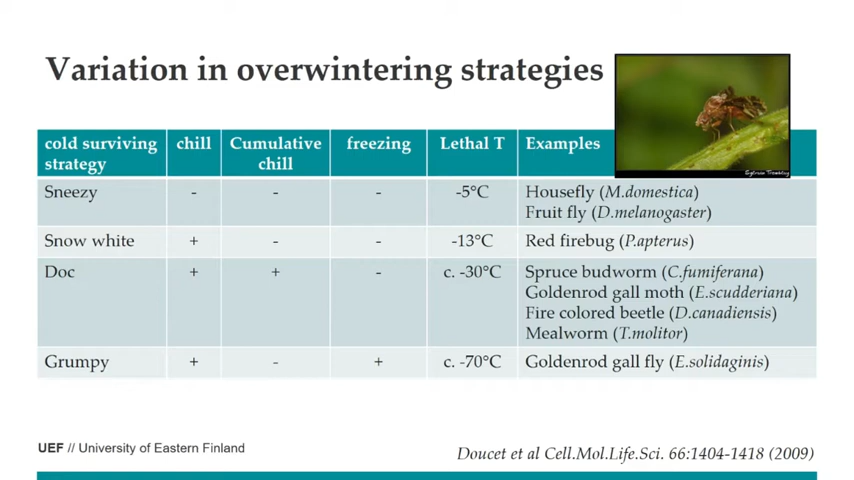 Variation in overwintering strategies
cold surviving strategy chill Cumulative chill freezing Lethal T Examples
Sneezy - - - -5°C Housefly (M.domestica)
Fruit fly (D.melanogaster)
Snow white + - - -13°C Red firebug (P.apterus)
Doc + + - c. -30°C Spruce budworm (C.fumiferana)
Goldenrod gall moth (E.scudderiana)
Fire colored beetle (D.canadiensis)
Mealworm (T.molitor)
Grumpy + - + c. -70°C Goldenrod gall fly (E.solidaginis)
UEF // University of Eastern Finland
Doucet et al Cell.Mol.Life.Sci. 66:1404-1418 (2009)